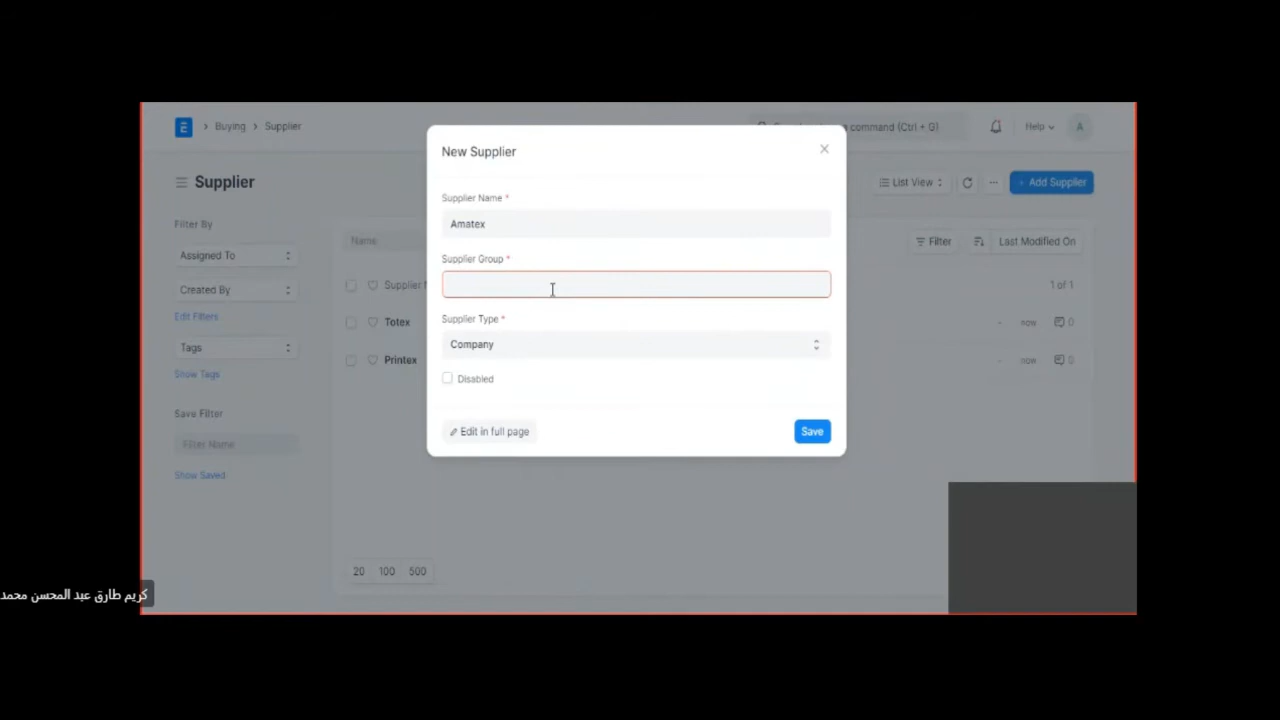 Buying > Supplier
command (Ctrl + G)
Help
A
Supplier
List View
+ Add Supplier
Filter By
Assigned To
Created By
Edit Filters
Tags
Show Tags
Save Filter
Filter Name
Show Saved
Name
Filter
Last Modified On
Supplier
1 of 1
Totex
- now 0
Printex
- now 0
20 100 500
New Supplier
Supplier Name *
Amatex
Supplier Group *
Supplier Type *
Company
Disabled
Edit in full page
Save
كريم طارق عبد المحسن محمد